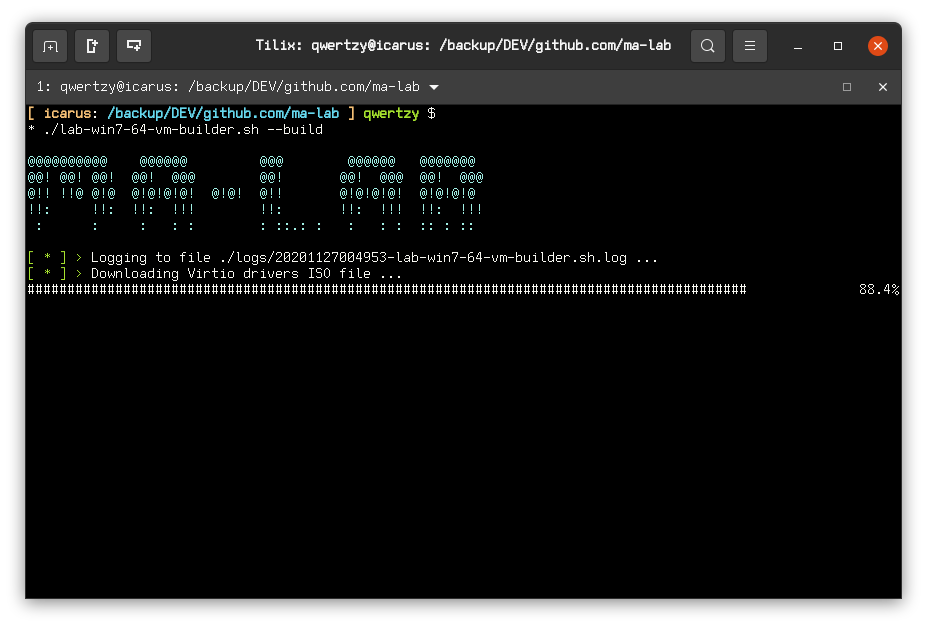 Tilix: qwertzy@icarus: /backup/DEV/github.com/ma-lab
1: qwertzy@icarus: /backup/DEV/github.com/ma-lab
[ icarus: /backup/DEV/github.com/ma-lab ] qwertzy $
* ./lab-win7-64-vm-builder.sh --build
@@@@@@@@@@    @@@@@@         @@@        @@@@@@   @@@@@@@
@@! @@! @@!  @@!  @@@        @@!       @@!  @@@  @@!  @@@
@!! !!@ @!@  @!@!@!@!  @!@!  @!!       @!@!@!@!  @!@!@!@
!!:     !!:  !!:  !!!        !!:       !!:  !!!  !!:  !!!
 :      :     :   : :        : ::.: :   :   : :  :: : ::
[ * ] > Logging to file ./logs/20201127004953-lab-win7-64-vm-builder.sh.log ...
[ * ] > Downloading Virtio drivers ISO file ...
########################################################################################## 88.4%